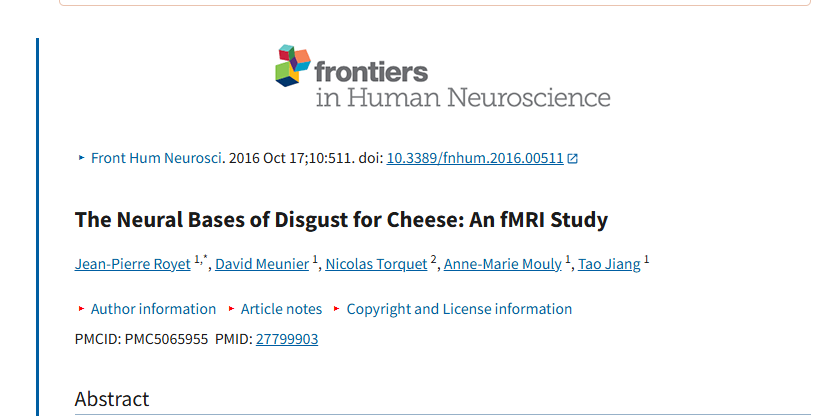 frontiers
in Human Neuroscience
▸ Front Hum Neurosci. 2016 Oct 17;10:511. doi: 10.3389/fnhum.2016.00511
The Neural Bases of Disgust for Cheese: An fMRI Study
Jean-Pierre Royet 1,*, David Meunier 1, Nicolas Torquet 2, Anne-Marie Mouly 1, Tao Jiang 1
▸ Author information ▸ Article notes ▸ Copyright and License information
PMCID: PMC5065955 PMID: 27799903
Abstract